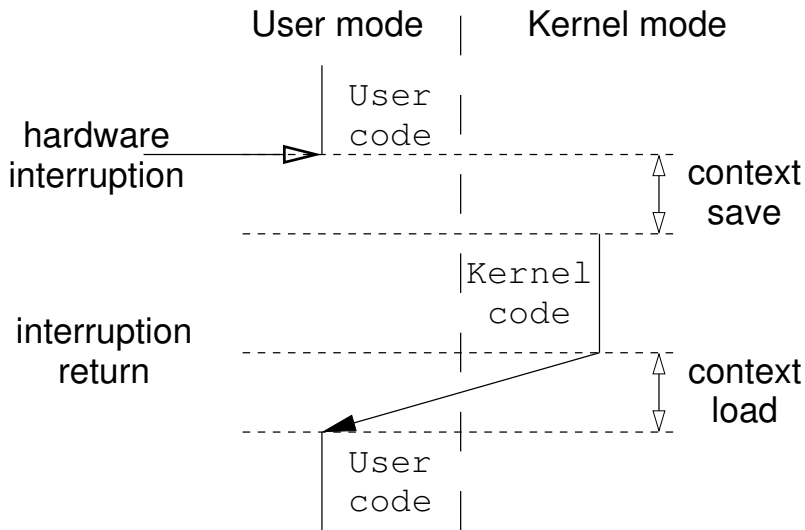 User mode
Kernel mode
User
code
hardware
interruption
context
save
Kernel
code
interruption
return
context
load
User
code